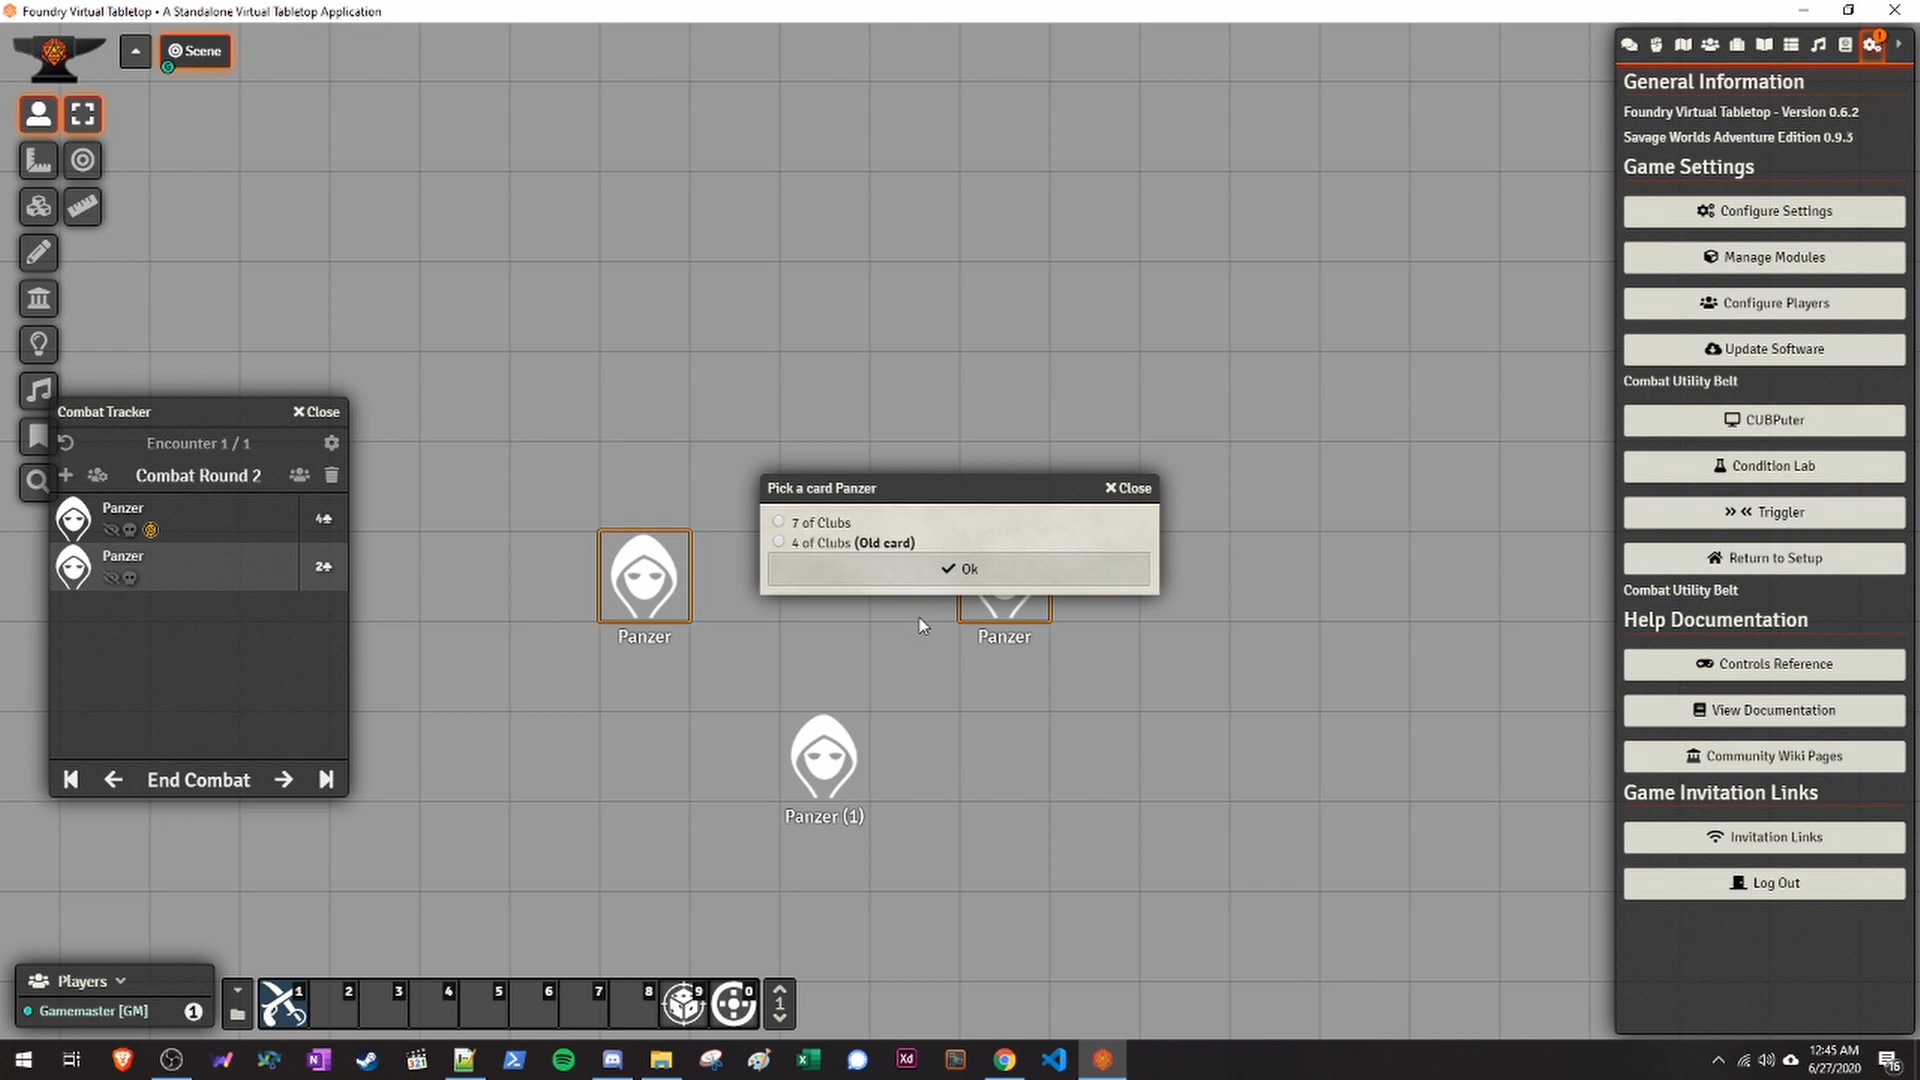 Foundry Virtual Tabletop • A Standalone Virtual Tabletop Application
Scene
G
General Information
Foundry Virtual Tabletop - Version 0.6.2
Savage Worlds Adventure Edition 0.9.3
Game Settings
Configure Settings
Manage Modules
Configure Players
Update Software
Combat Utility Belt
CUBPuter
Condition Lab
Triggler
Return to Setup
Combat Utility Belt
Help Documentation
Controls Reference
View Documentation
Community Wiki Pages
Game Invitation Links
Invitation Links
Log Out
Combat Tracker
Close
Encounter 1 / 1
Combat Round 2
Panzer
4♣
Panzer
2♣
End Combat
Pick a card Panzer
Close
7 of Clubs
4 of Clubs (Old card)
Ok
Panzer
Panzer
Panzer (1)
Players
Gamemaster [GM]
1
1 2 3 4 5 6 7 8 9 0
1
12:45 AM
6/27/2020
16